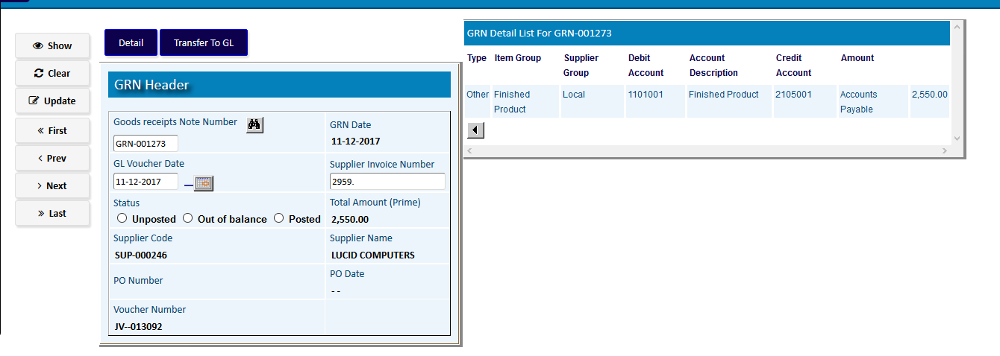 Show
Clear
Update
First
Prev
Next
Last
Detail Transfer To GL
GRN Header
Goods receipts Note Number
GRN-001273
GRN Date
11-12-2017
GL Voucher Date
11-12-2017
Supplier Invoice Number
2959.
Status
Unposted Out of balance Posted
Total Amount (Prime)
2,550.00
Supplier Code
SUP-000246
Supplier Name
LUCID COMPUTERS
PO Number
PO Date
- -
Voucher Number
JV--013092
GRN Detail List For GRN-001273
Type Item Group Supplier Debit Account Credit Amount
Group Account Description Account
Other Finished Local 1101001 Finished Product 2105001 Accounts 2,550.00
Product Payable